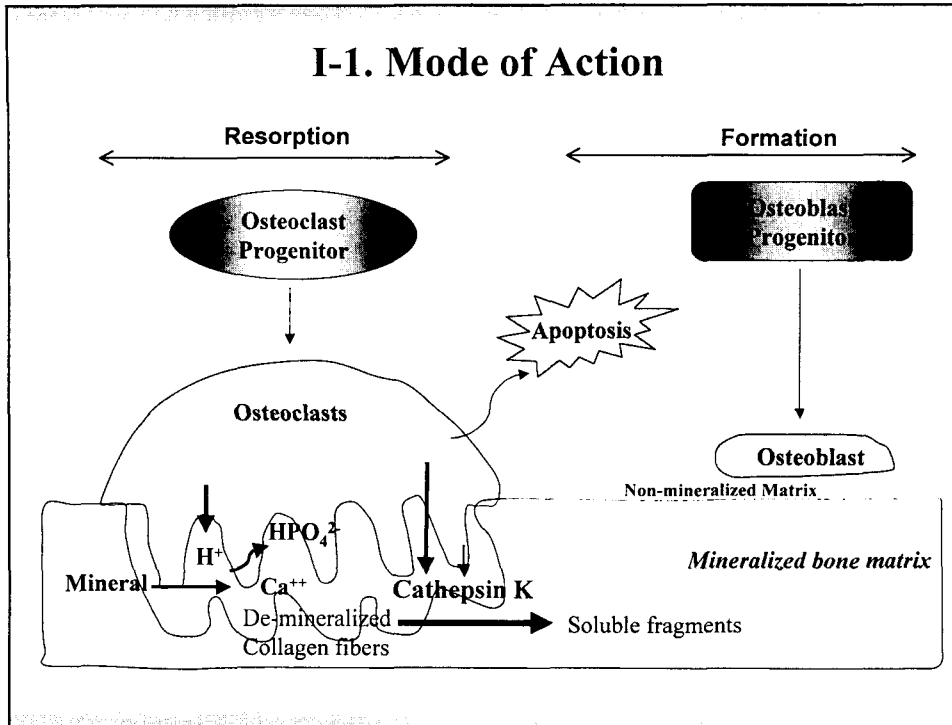 I-1. Mode of Action
Resorption
Formation
Osteoclast
Progenitor
Osteoblast
Progenitor
Apoptosis
Osteoclasts
Osteoblast
Non-mineralized Matrix
HPO₄²⁻
H⁺
Mineralized bone matrix
Mineral
Ca⁺⁺
Cathepsin K
De-mineralized
Collagen fibers
Soluble fragments